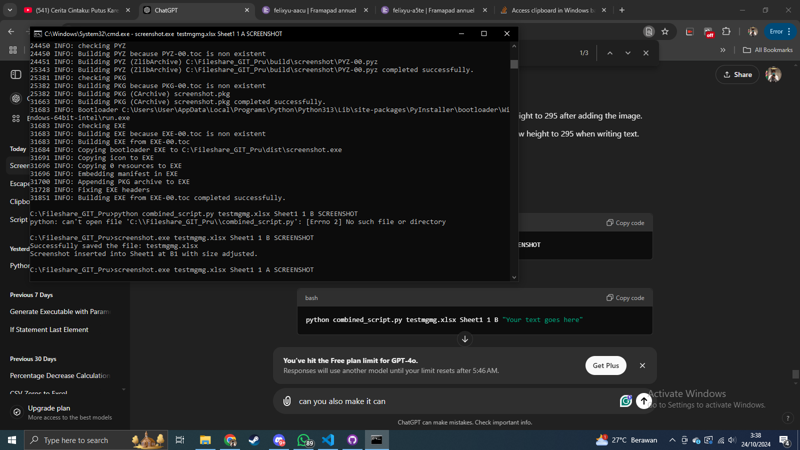 (541) Cerita Cintaku: Putus Kam
ChatGPT
felixyu-aacu | Framapad annuel
felixyu-a5te | Framapad annuel
Access clipboard in Windows b
C:\Windows\System32\cmd.exe - screenshot.exe testmgmg.xlsx Sheet1 1 A SCREENSHOT
Error
All Bookmarks
24450 INFO: checking PYZ
24450 INFO: Building PYZ because PYZ-00.toc is non existent
24451 INFO: Building PYZ (ZlibArchive) C:\Fileshare_GIT_Pru\build\screenshot\PYZ-00.pyz
25343 INFO: Building PYZ (ZlibArchive) C:\Fileshare_GIT_Pru\build\screenshot\PYZ-00.pyz completed successfully.
25381 INFO: checking PKG
25382 INFO: Building PKG because PKG-00.toc is non existent
25382 INFO: Building PKG (CArchive) screenshot.pkg
31663 INFO: Building PKG (CArchive) screenshot.pkg completed successfully.
31683 INFO: Bootloader C:\Users\User\AppData\Local\Programs\Python\Python313\Lib\site-packages\PyInstaller\bootloader\Wi
ndows-64bit-intel\run.exe
31683 INFO: checking EXE
31683 INFO: Building EXE because EXE-00.toc is non existent
31683 INFO: Building EXE from EXE-00.toc
31684 INFO: Copying bootloader EXE to C:\Fileshare_GIT_Pru\dist\screenshot.exe
31691 INFO: Copying icon to EXE
31696 INFO: Copying 0 resources to EXE
31696 INFO: Embedding manifest in EXE
31700 INFO: Appending PKG archive to EXE
31728 INFO: Fixing EXE headers
31851 INFO: Building EXE from EXE-00.toc completed successfully.
C:\Fileshare_GIT_Pru>python combined_script.py testmgmg.xlsx Sheet1 1 B SCREENSHOT
python: can't open file 'C:\\Fileshare_GIT_Pru\\combined_script.py': [Errno 2] No such file or directory
C:\Fileshare_GIT_Pru>screenshot.exe testmgmg.xlsx Sheet1 1 B SCREENSHOT
Successfully saved the file: testmgmg.xlsx
Screenshot inserted into Sheet1 at B1 with size adjusted.
C:\Fileshare_GIT_Pru>screenshot.exe testmgmg.xlsx Sheet1 1 A SCREENSHOT
1/3
Share
ight to 295 after adding the image.
w height to 295 when writing text.
Copy code
ENSHOT
Today
Screen
Escape
Clipbo
Script
Yesterd
Python
Previous 7 Days
Generate Executable with Param
If Statement Last Element
Previous 30 Days
Percentage Decrease Calculation
CSV Zeros to Excel
Upgrade plan
More access to the best models
bash
Copy code
python combined_script.py testmgmg.xlsx Sheet1 1 B "Your text goes here"
You've hit the Free plan limit for GPT-4o.
Responses will use another model until your limit resets after 5:46 AM.
Get Plus
can you also make it can
ChatGPT can make mistakes. Check important info.
Activate Windows
Go to Settings to activate Windows.
Type here to search
89
27°C Berawan
3:38
24/10/2024
4